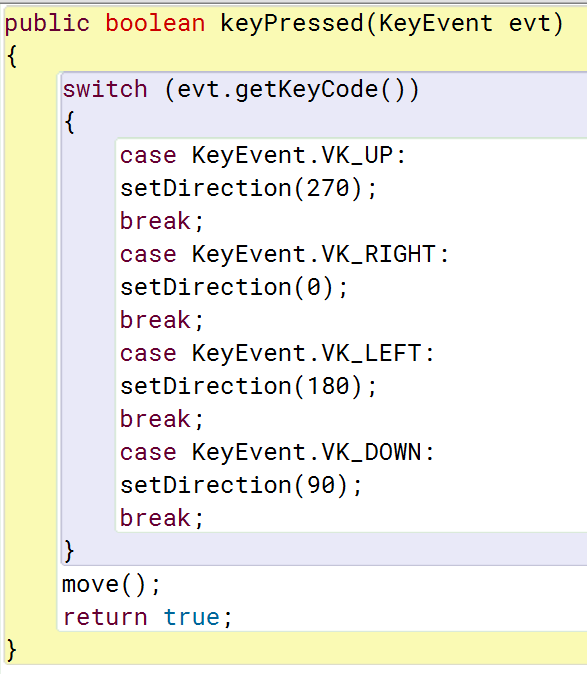 public boolean keyPressed(KeyEvent evt)
{
switch (evt.getKeyCode())
{
case KeyEvent.VK_UP:
setDirection(270);
break;
case KeyEvent.VK_RIGHT:
setDirection(0);
break;
case KeyEvent.VK_LEFT:
setDirection(180);
break;
case KeyEvent.VK_DOWN:
setDirection(90);
break;
}
move();
return true;
}